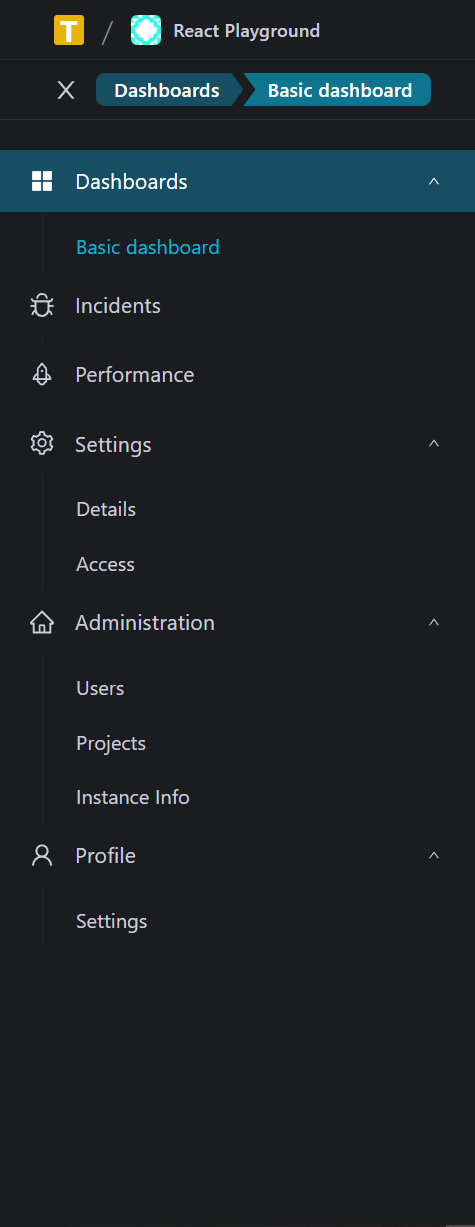 T / React Playground
Dashboards Basic dashboard
Dashboards
Basic dashboard
Incidents
Performance
Settings
Details
Access
Administration
Users
Projects
Instance Info
Profile
Settings